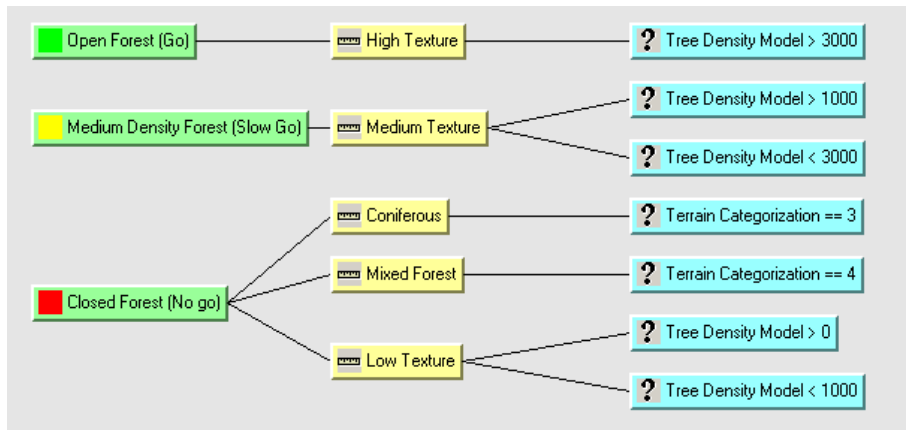 Open Forest (Go)
High Texture
? Tree Density Model > 3000
Medium Density Forest (Slow Go)
Medium Texture
? Tree Density Model > 1000
? Tree Density Model < 3000
Closed Forest (No go)
Coniferous
? Terrain Categorization == 3
Mixed Forest
? Terrain Categorization == 4
Low Texture
? Tree Density Model > 0
? Tree Density Model < 1000